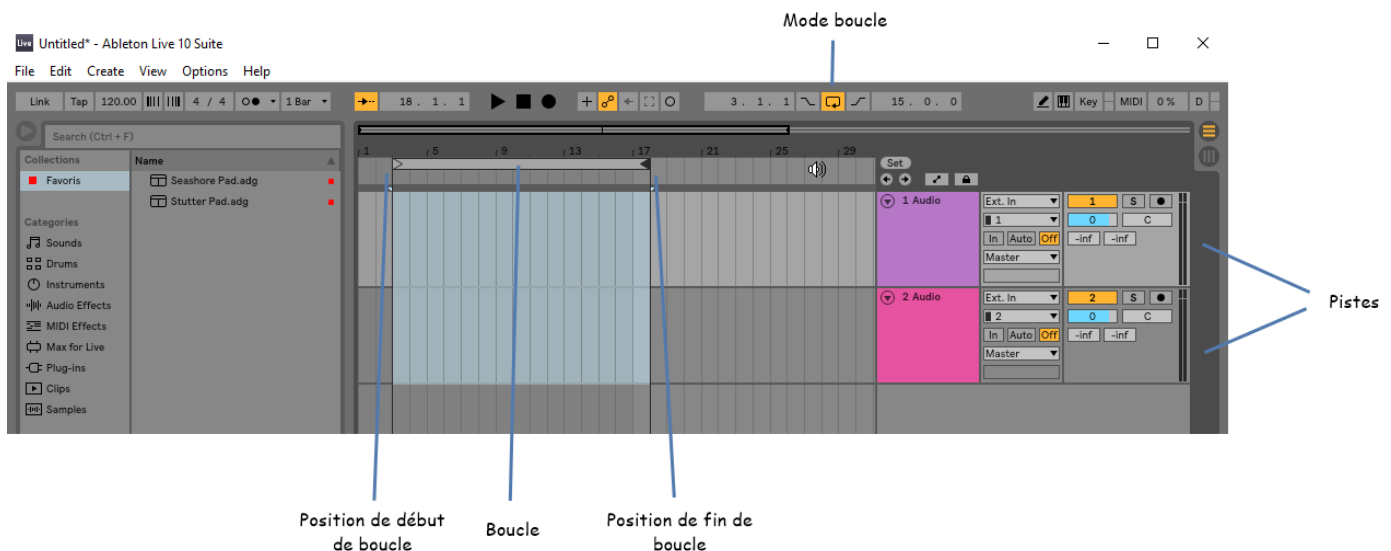 Mode boucle
Live Untitled* - Ableton Live 10 Suite
File Edit Create View Options Help
Link Tap 120.00 4 / 4 1 Bar 18. 1. 1 3. 1. 1 15. 0. 0 Key MIDI 0 % D
Search (Ctrl + F)
1 5 9 13 17 21 25 29
Collections Name
Set
Favoris Seashore Pad.adg
Stutter Pad.adg
1 Audio Ext. In 1 S
1 0 C
In Auto Off -inf -inf
Master
Categories
Sounds
Drums
Instruments
Audio Effects
MIDI Effects
Max for Live
Plug-ins
Clips
Samples
2 Audio Ext. In 2 S
2 0 C
In Auto Off -inf -inf
Master
Pistes
Position de début
de boucle
Boucle
Position de fin de
boucle